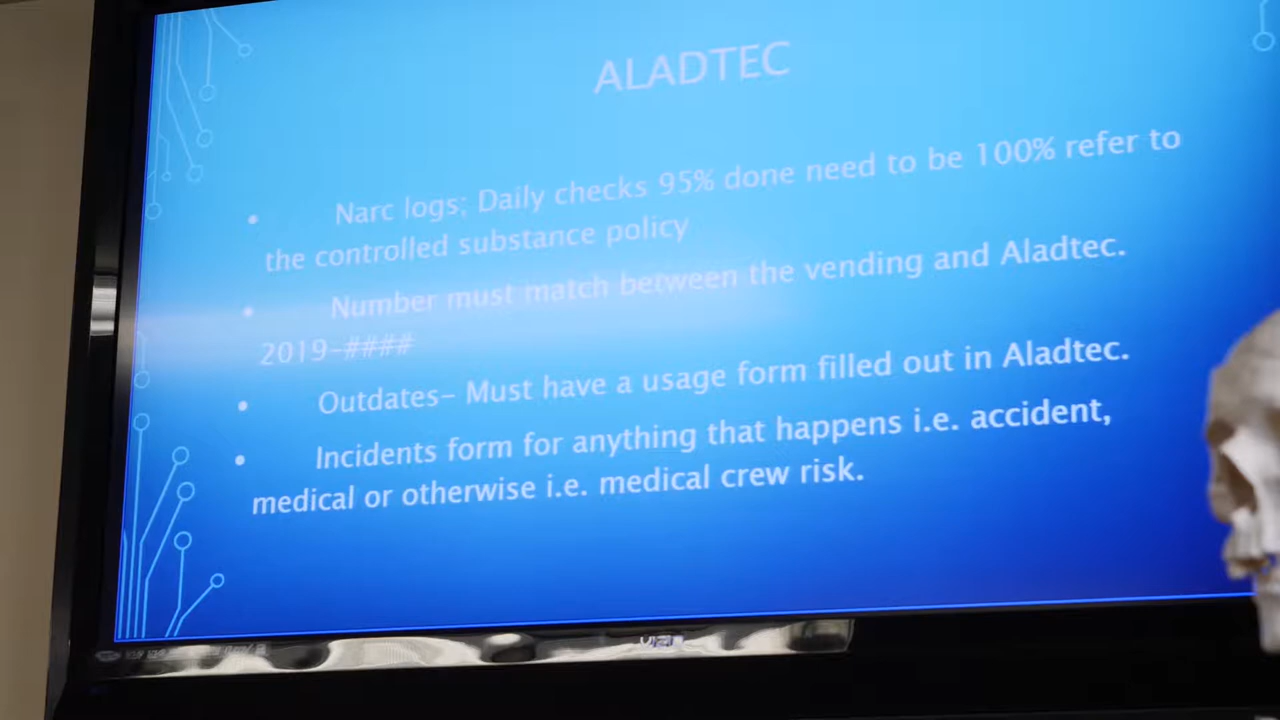 ALADTEC
• Narc logs; Daily checks 95% done need to be 100% refer to
the controlled substance policy
• Number must match between the vending and Aladtec.
2019-####
• Outdates- Must have a usage form filled out in Aladtec.
• Incidents form for anything that happens i.e. accident,
medical or otherwise i.e. medical crew risk.